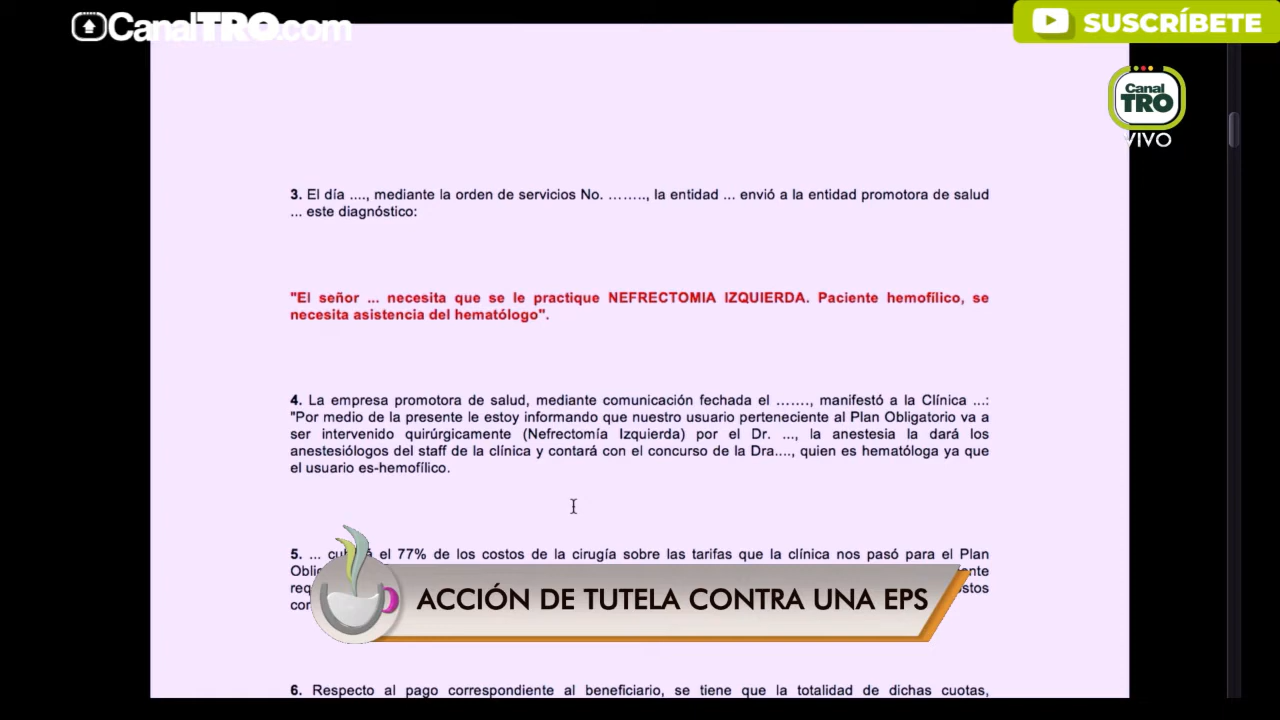 CanalTRO.com
SUSCRÍBETE
Canal
TRO
VIVO
3. El día ...., mediante la orden de servicios No. …….., la entidad ... envió a la entidad promotora de salud
... este diagnóstico:
"El señor ... necesita que se le practique NEFRECTOMIA IZQUIERDA. Paciente hemofílico, se
necesita asistencia del hematólogo".
4. La empresa promotora de salud, mediante comunicación fechada el ……., manifestó a la Clínica ...:
"Por medio de la presente le estoy informando que nuestro usuario perteneciente al Plan Obligatorio va a
ser intervenido quirúrgicamente (Nefrectomía Izquierda) por el Dr. ..., la anestesia la dará los
anestesiólogos del staff de la clínica y contará con el concurso de la Dra...., quien es hematóloga ya que
el usuario es-hemofílico.
5. ... el 77% de los costos de la cirugía sobre las tarifas que la clínica nos pasó para el Plan
ACCIÓN DE TUTELA CONTRA UNA EPS
6. Respecto al pago correspondiente al beneficiario, se tiene que la totalidad de dichas cuotas,